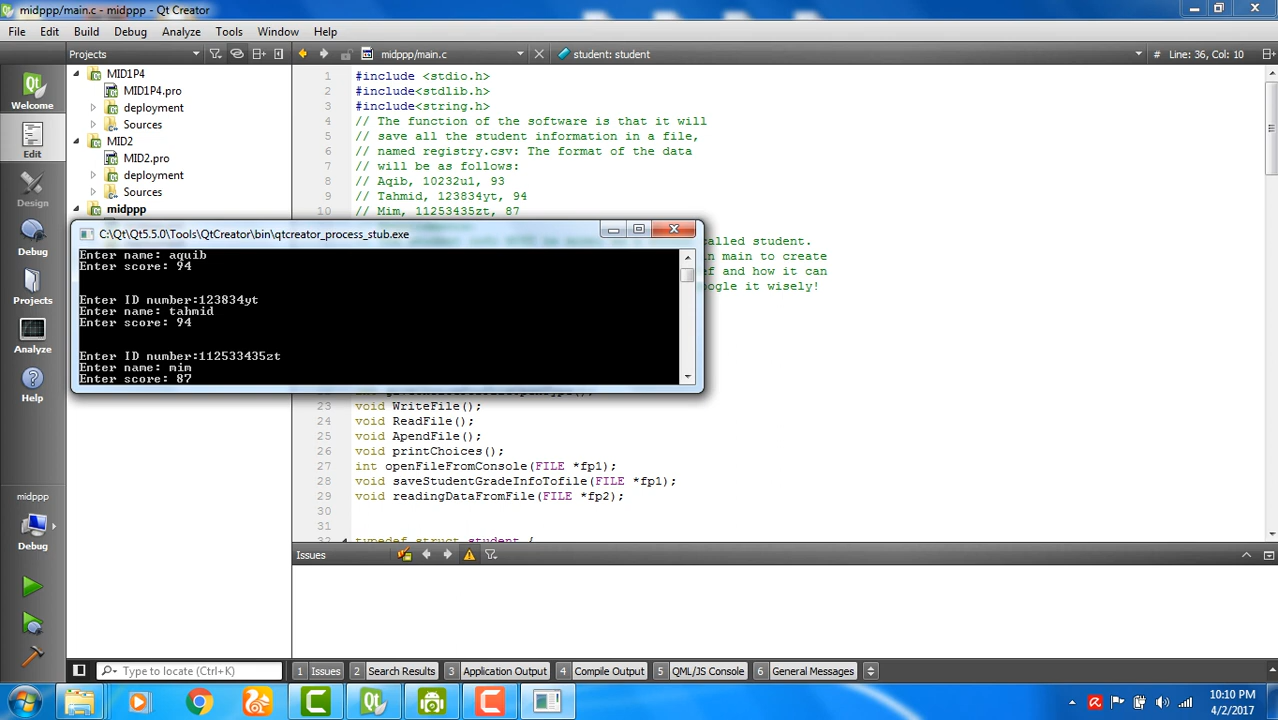 midppp/main.c - midppp - Qt Creator
File Edit Build Debug Analyze Tools Window Help
Projects
midppp/main.c
student: student
# Line: 36, Col: 10
Welcome
Edit
Design
Debug
Projects
Analyze
Help
midppp
Debug
MID1P4
MID1P4.pro
deployment
Sources
MID2
MID2.pro
deployment
Sources
midppp
1 #include <stdio.h>
2 #include<stdlib.h>
3 #include<string.h>
4 // The function of the software is that it will
5 // save all the student information in a file,
6 // named registry.csv: The format of the data
7 // will be as follows:
8 // Aqib, 10232u1, 93
9 // Tahmid, 123834yt, 94
10 // Mim, 11253435zt, 87
called student.
in main to create
ef and how it can
ogle it wisely!
C:\Qt\Qt5.5.0\Tools\QtCreator\bin\qtcreator_process_stub.exe
Enter name: aquib
Enter score: 94
Enter ID number:123834yt
Enter name: tahmid
Enter score: 94
Enter ID number:112533435zt
Enter name: mim
Enter score: 87
23 void WriteFile();
24 void ReadFile();
25 void ApendFile();
26 void printChoices();
27 int openFileFromConsole(FILE *fp1);
28 void saveStudentGradeInfoTofile(FILE *fp1);
29 void readingDataFromFile(FILE *fp2);
30
31
32 typedef struct student {
Issues
Type to locate (Ctrl+K)
1 Issues 2 Search Results 3 Application Output 4 Compile Output 5 QML/JS Console 6 General Messages
10:10 PM
4/2/2017